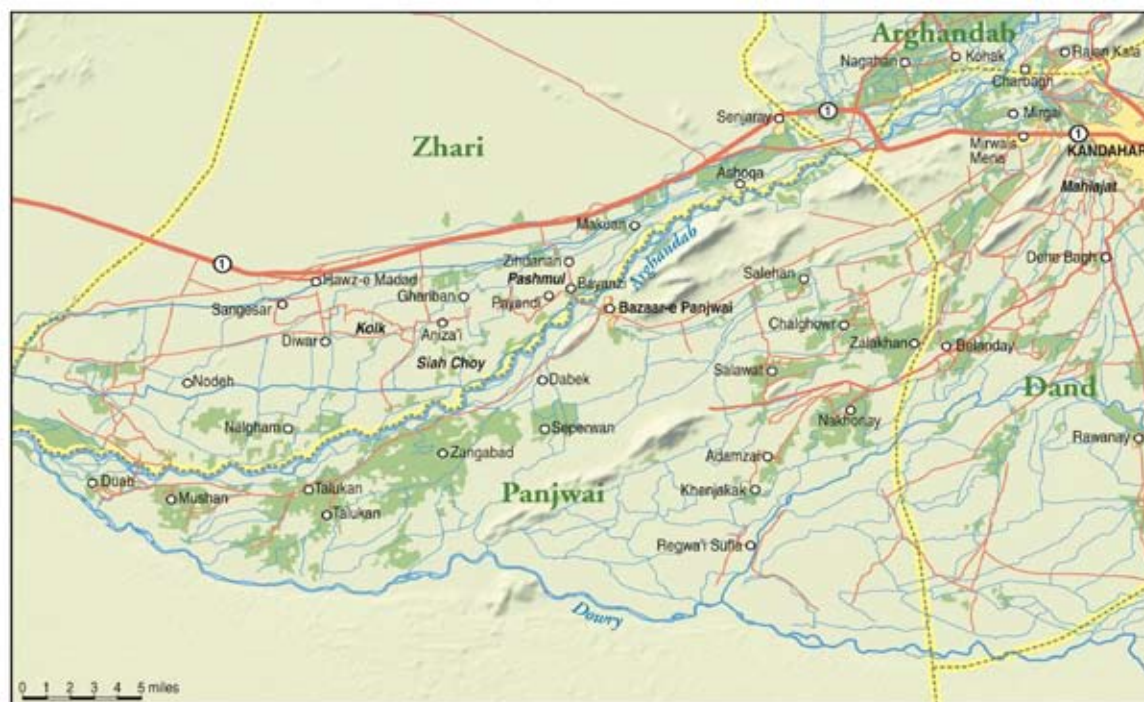 Arghandab
Nagahan
Kohak
Rajan Kala
Charbagh
Senjaray
1
Mirgai
Zhari
Mirwais
Mena
1
KANDAHAR
Ashoqa
Mahlajat
Makuan
Arghandab
Dehe Bagh
1
Zihdanan
Hawz-e Madad
Pashmul
Bayanzi
Salehan
Ghariban
Payandi
Sangesar
Bazaar-e Panjwai
Kolk
Aniza'i
Chalghowr
Diwar
Zalakhan
Belanday
Siah Choy
Salawat
Nodeh
Dabek
Dand
Nakhonay
Nalgham
Seperwan
Rawanay
Zangabad
Adamzai
Duab
Talukan
Panjwai
Khenjakak
Mushan
Talukan
Regwa'i Sufla
Dowry
0 1 2 3 4 5 miles